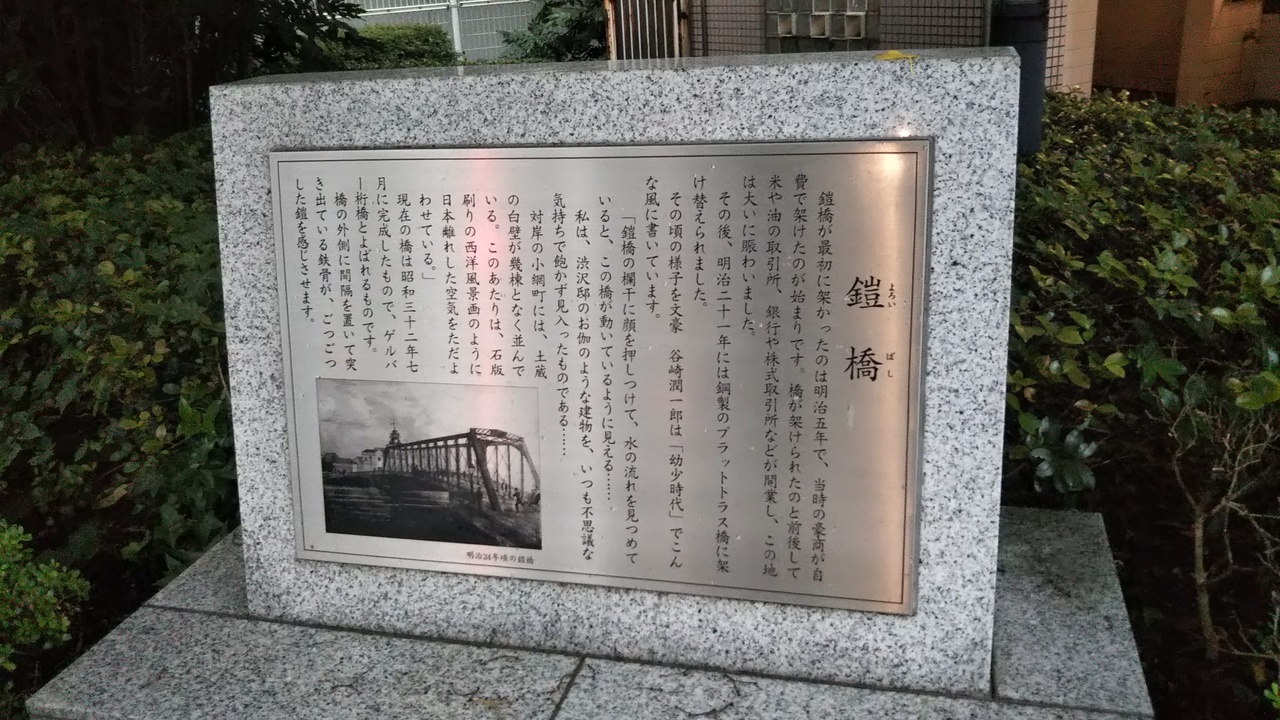 鎧橋
よろい ばし
鎧橋が最初に架かったのは明治五年で、当時の豪商が自
費で架けたのが始まりです。橋が架けられたのと前後して
米や油の取引所、銀行や株式取引所などが開業し、この地
は大いに賑わいました。
その後、明治二十一年には鋼製のプラットトラス橋に架
け替えられました。
その頃の様子を文豪 谷崎潤一郎は「幼少時代」でこん
な風に書いています。
「鎧橋の欄干に顔を押しつけて、水の流れを見つめて
いると、この橋が動いているように見える……
私は、渋沢邸のお伽のような建物を、いつも不思議な
気持ちで飽かず見入ったものである……
対岸の小網町には、土蔵
の白壁が幾棟となく並んで
いる。このあたりは、石版
刷りの西洋風景画のように
日本離れした空気をただよ
わせている。」
現在の橋は昭和三十二年七
月に完成したもので、ゲルバ
ー桁橋とよばれるものです。
橋の外側に間隔を置いて突
き出ている鉄骨が、ごつごつ
した鎧を感じさせます。
明治24年頃の鎧橋